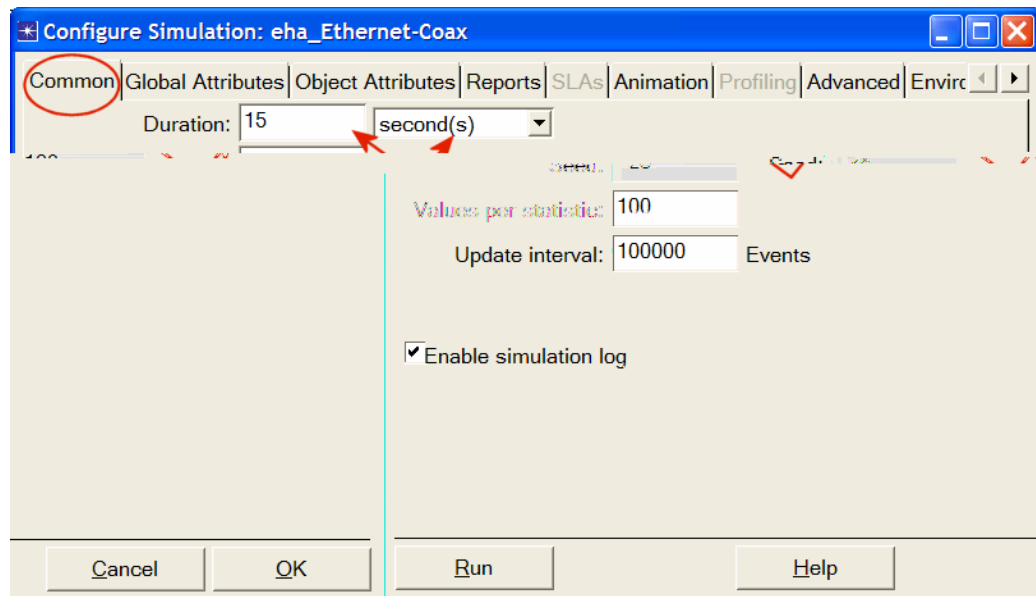 Configure Simulation: eha_Ethernet-Coax
Common Global Attributes Object Attributes Reports SLAs Animation Profiling Advanced Envirc
Duration: 15 second(s)
Values per statistic: 100
Update interval: 100000 Events
Enable simulation log
Cancel OK Run Help